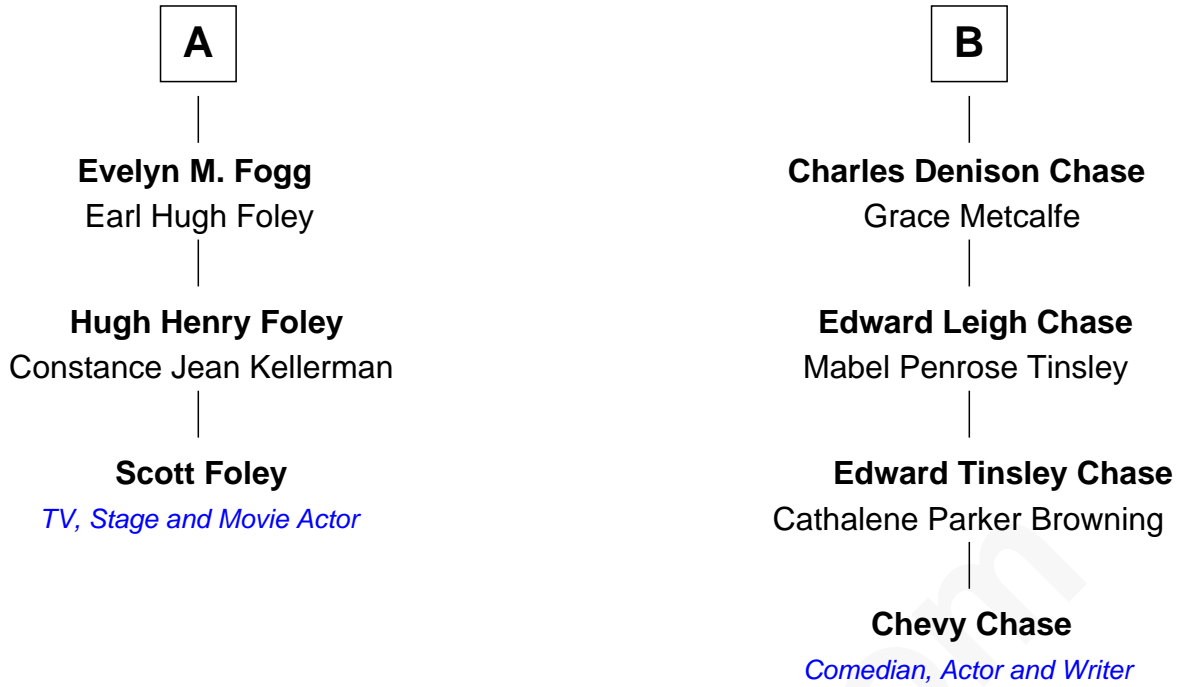 A
Evelyn M. Fogg
Earl Hugh Foley
Hugh Henry Foley
Constance Jean Kellerman
Scott Foley
TV, Stage and Movie Actor
B
Charles Denison Chase
Grace Metcalfe
Edward Leigh Chase
Mabel Penrose Tinsley
Edward Tinsley Chase
Cathalene Parker Browning
Chevy Chase
Comedian, Actor and Writer